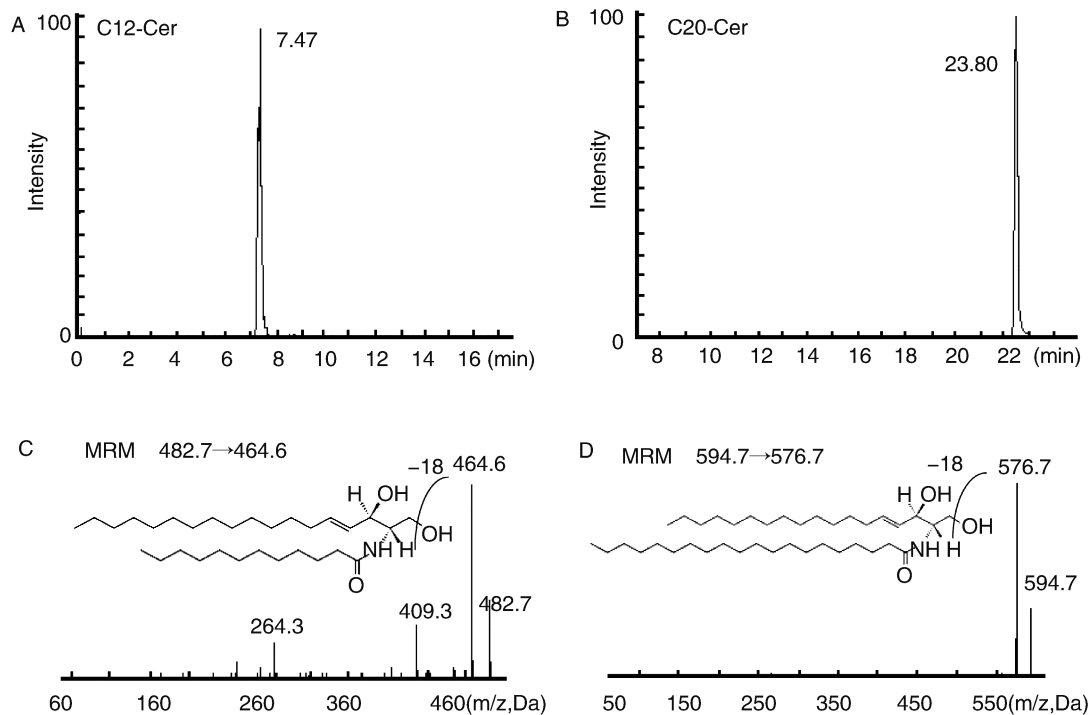 A
100
C12-Cer
7.47
Intensity
0
0 2 4 6 8 10 12 14 16 (min)
B
100
C20-Cer
23.80
Intensity
0
8 10 12 14 16 18 20 22 (min)
C
MRM 482.7→464.6
−18 464.6
H OH
OH
NH H
O
264.3
409.3
482.7
60 160 260 360 460(m/z,Da)
D
MRM 594.7→576.7
−18
576.7
H OH
OH
NH H
O
594.7
50 150 250 350 450 550(m/z,Da)